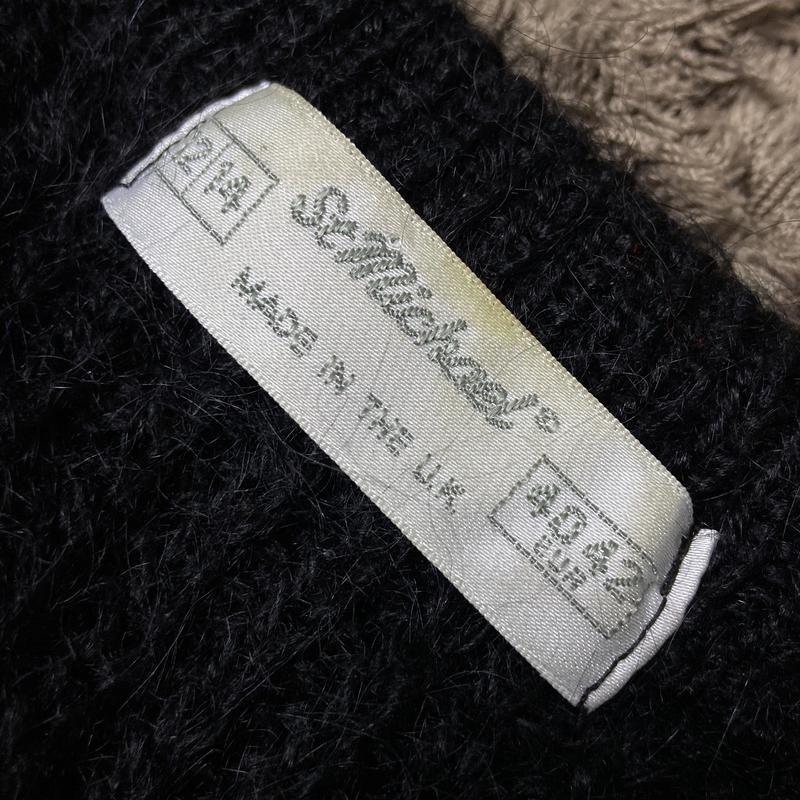 12 14
St Michael®
MADE IN THE U.K.
40 42
EUR